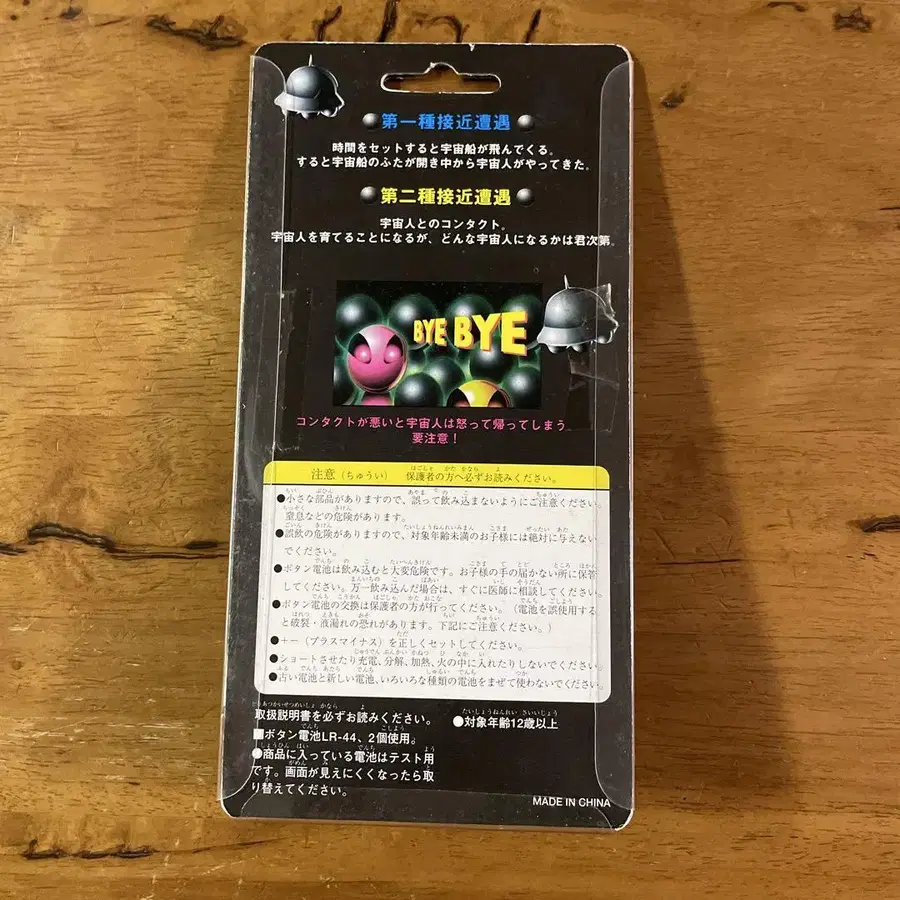 第一種接近遭遇
時間をセットすると宇宙船が飛んでくる。
すると宇宙船のふたが開き中から宇宙人がやってきた。
第二種接近遭遇
宇宙人とのコンタクト。
宇宙人を育てることになるが、どんな宇宙人になるかは君次第。
BYE BYE
コンタクトが悪いと宇宙人は怒って帰ってしまう。
要注意！
注意（ちゅうい） 保護者の方へ必ずお読みください。
●小さな部品がありますので、誤って飲み込まないようにご注意ください。
窒息などの危険があります。
●誤飲の危険がありますので、対象年齢未満のお子様には絶対に与えない
でください。
●ボタン電池は飲み込むと大変危険です。お子様の手の届かない所に保管
してください。万一飲み込んだ場合は、すぐに医師に相談してください。
●ボタン電池の交換は保護者の方が行ってください。（電池を誤使用する
と破裂・液漏れの恐れがあります。下記にご注意ください。）
●＋－（プラスマイナス）を正しくセットしてください。
●ショートさせたり充電、分解、加熱、火の中に入れたりしないでください。
●古い電池と新しい電池、いろいろな種類の電池をまぜて使わないでください。
取扱説明書を必ずお読みください。 ●対象年齢12歳以上
■ボタン電池LR-44、2個使用。
●商品に入っている電池はテスト用
です。画面が見えにくくなったら取
り替えてください。
MADE IN CHINA